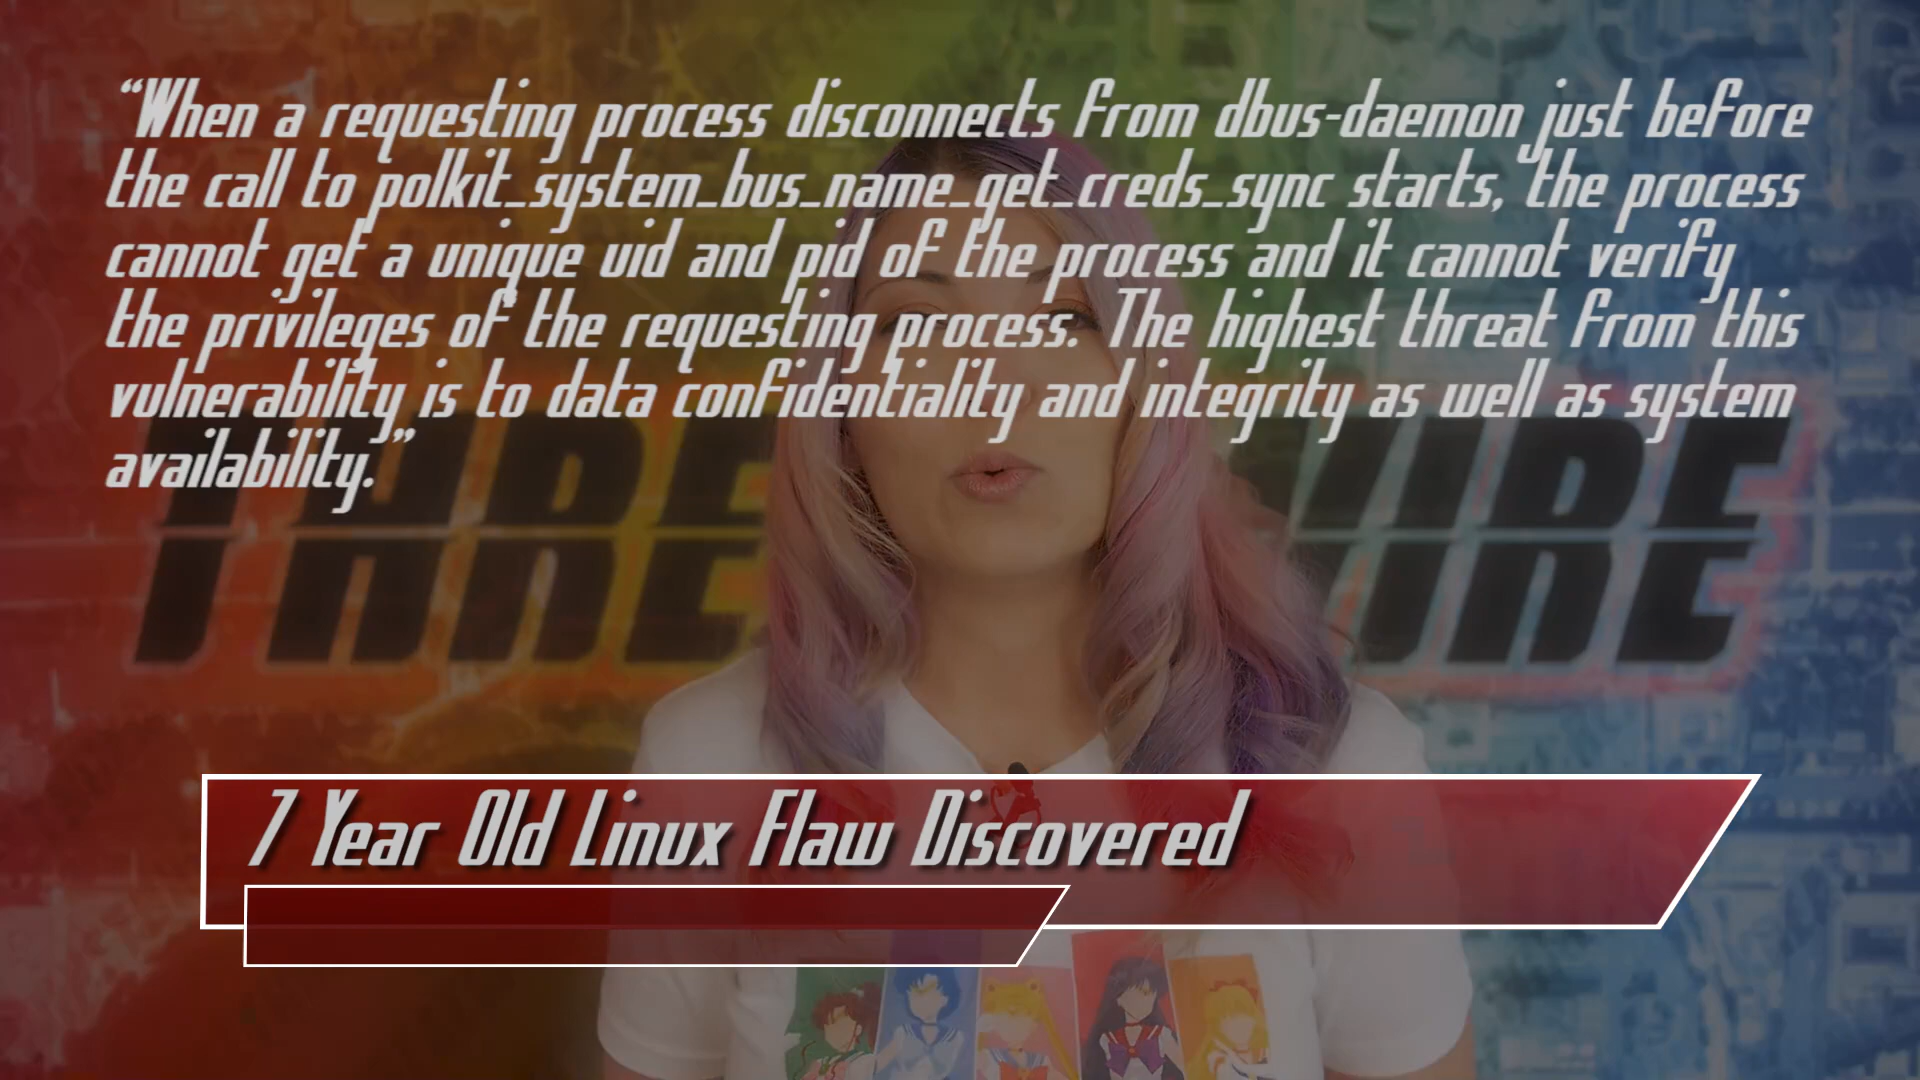 “When a requesting process disconnects from dbus-daemon just before
the call to polkit_system_bus_name_get_creds_sync starts, the process
cannot get a unique uid and pid of the process and it cannot verify
the privileges of the requesting process. The highest threat from this
vulnerability is to data confidentiality and integrity as well as system
availability.”
THRE WIRE
7 Year Old Linux Flaw Discovered